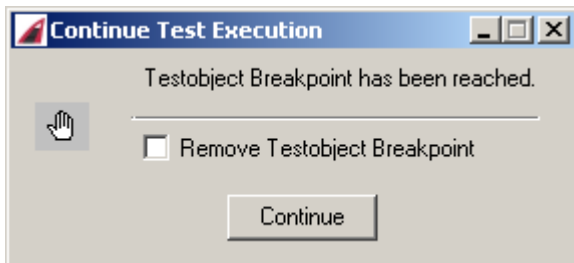 Continue Test Execution
Testobject Breakpoint has been reached.
Remove Testobject Breakpoint
Continue